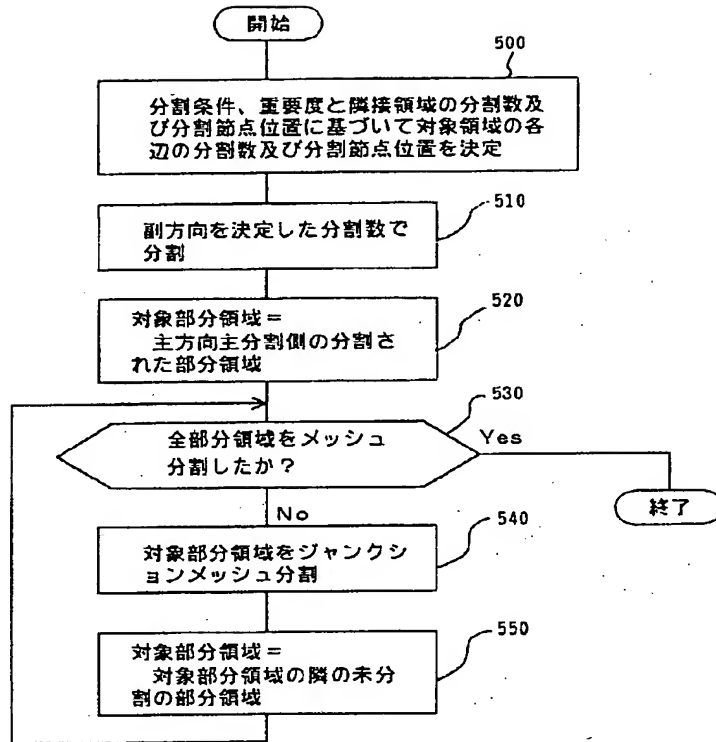 開始
500
分割条件、重要度と隣接領域の分割数及
び分割節点位置に基づいて対象領域の各
辺の分割数及び分割節点位置を決定
510
副方向を決定した分割数で
分割
520
対象部分領域＝
主方向主分割側の分割さ
れた部分領域
530
全部分領域をメッシュ
分割したか？
Yes
終了
No
540
対象部分領域をジャンクシ
ョンメッシュ分割
550
対象部分領域＝
対象部分領域の隣の未分
割の部分領域